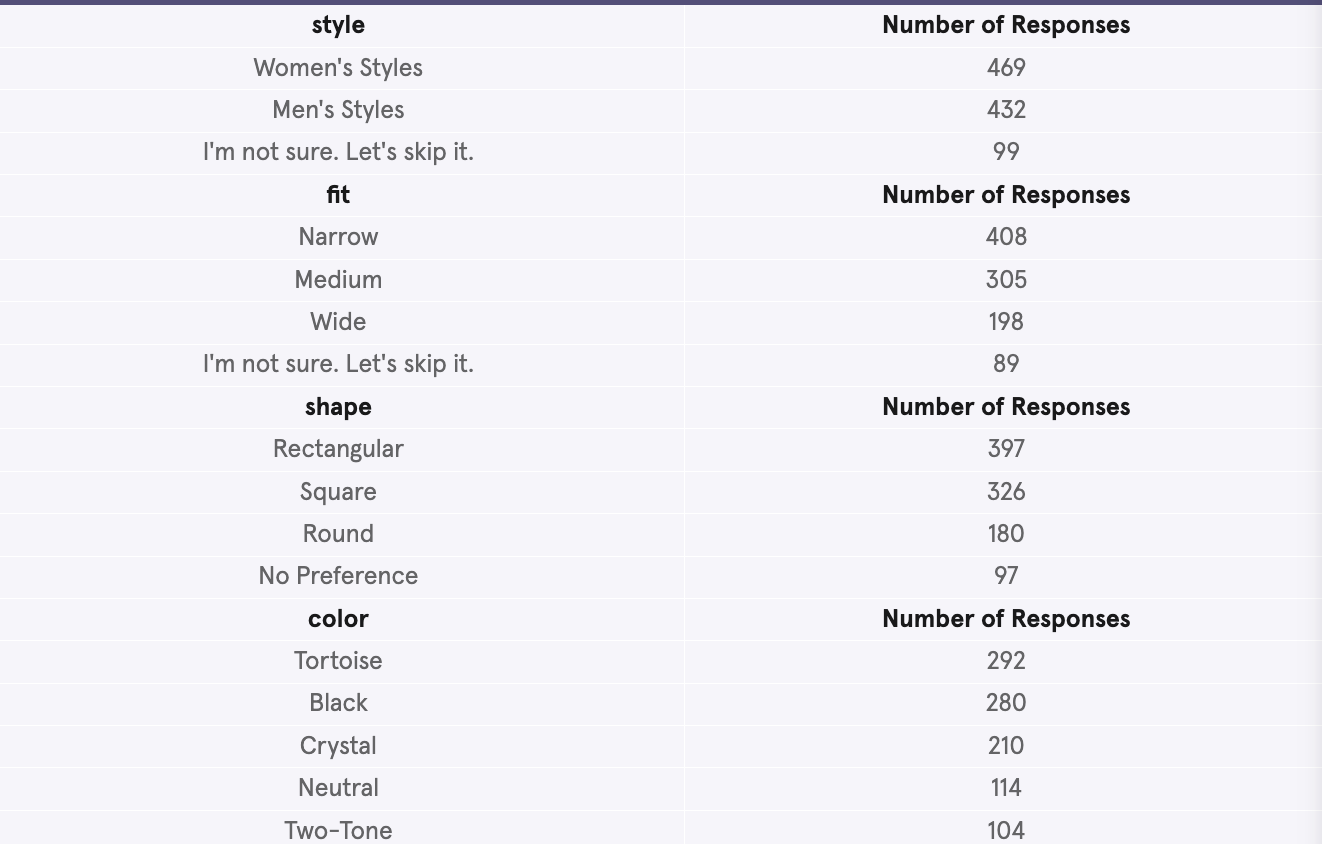 style Number of Responses
Women's Styles 469
Men's Styles 432
I'm not sure. Let's skip it. 99
fit Number of Responses
Narrow 408
Medium 305
Wide 198
I'm not sure. Let's skip it. 89
shape Number of Responses
Rectangular 397
Square 326
Round 180
No Preference 97
color Number of Responses
Tortoise 292
Black 280
Crystal 210
Neutral 114
Two-Tone 104